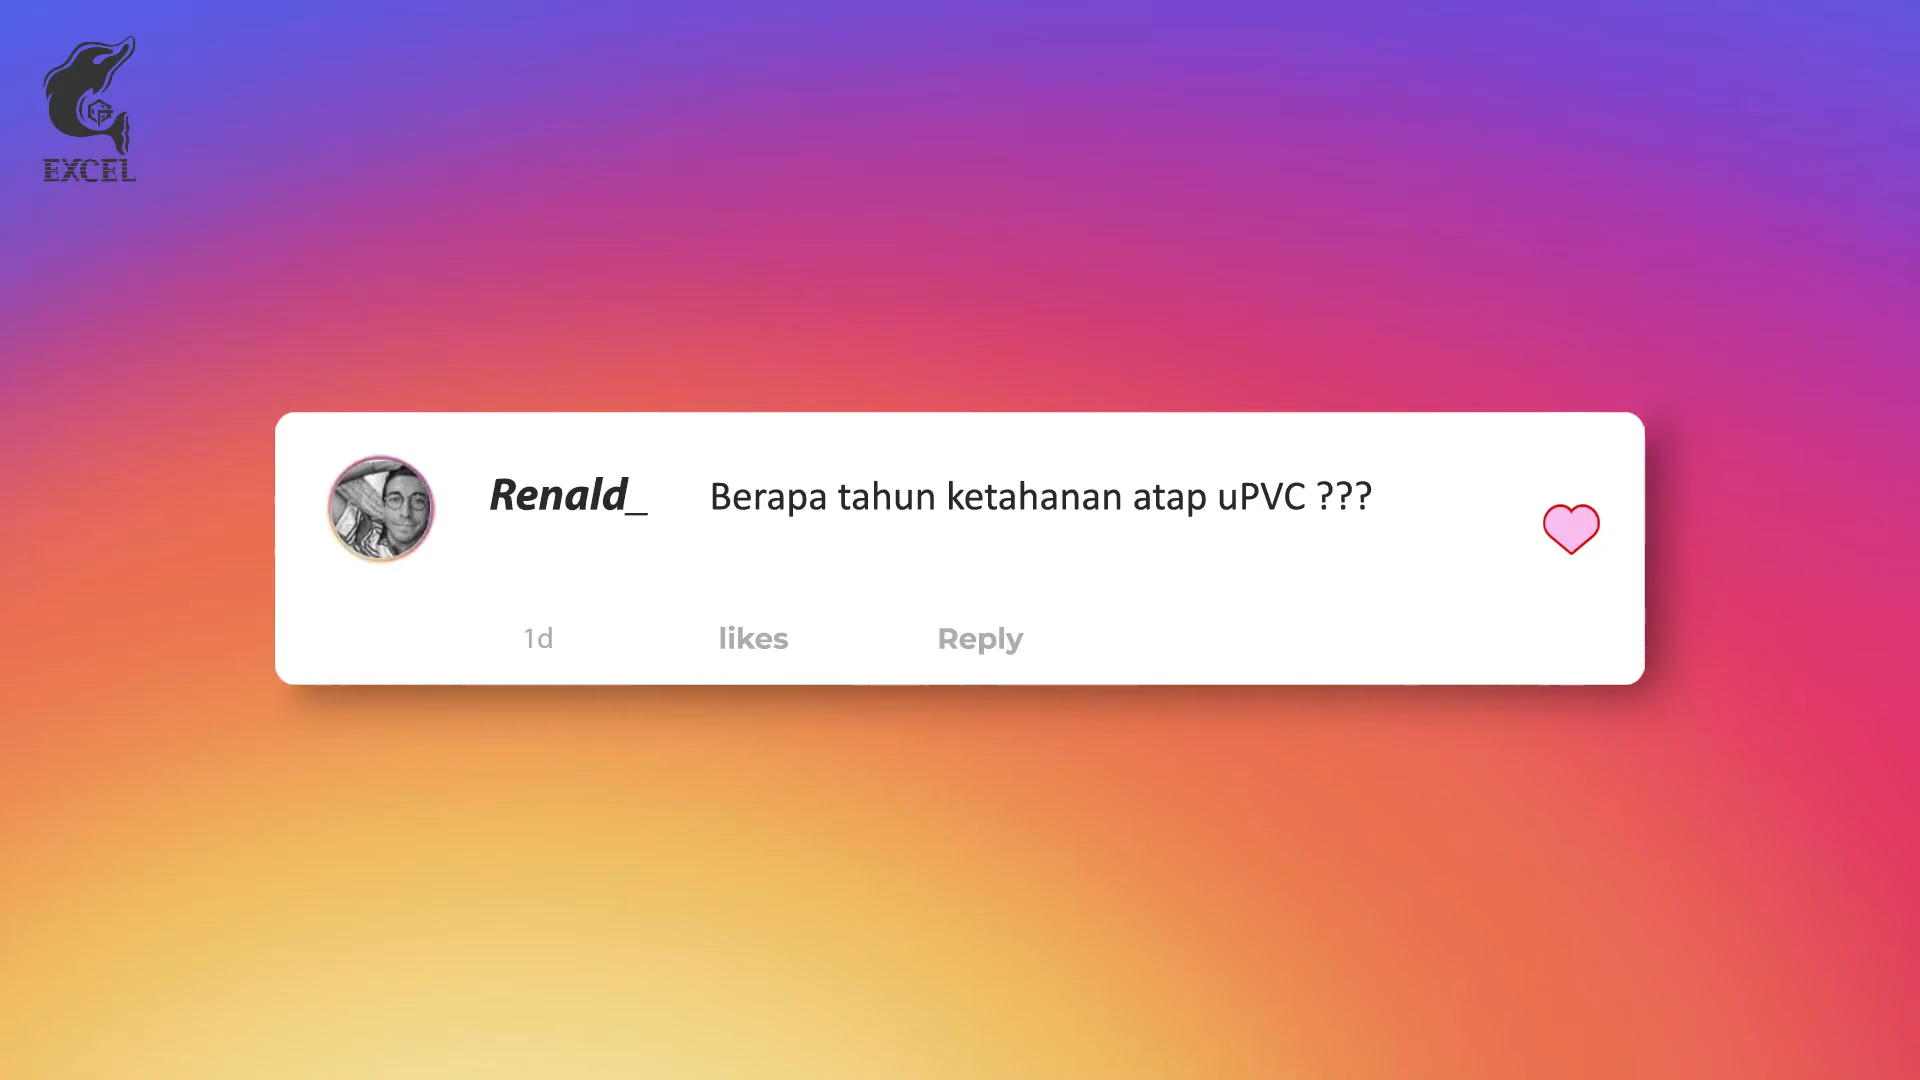 EXCEL
Renald_ Berapa tahun ketahanan atap uPVC ???
1d likes Reply